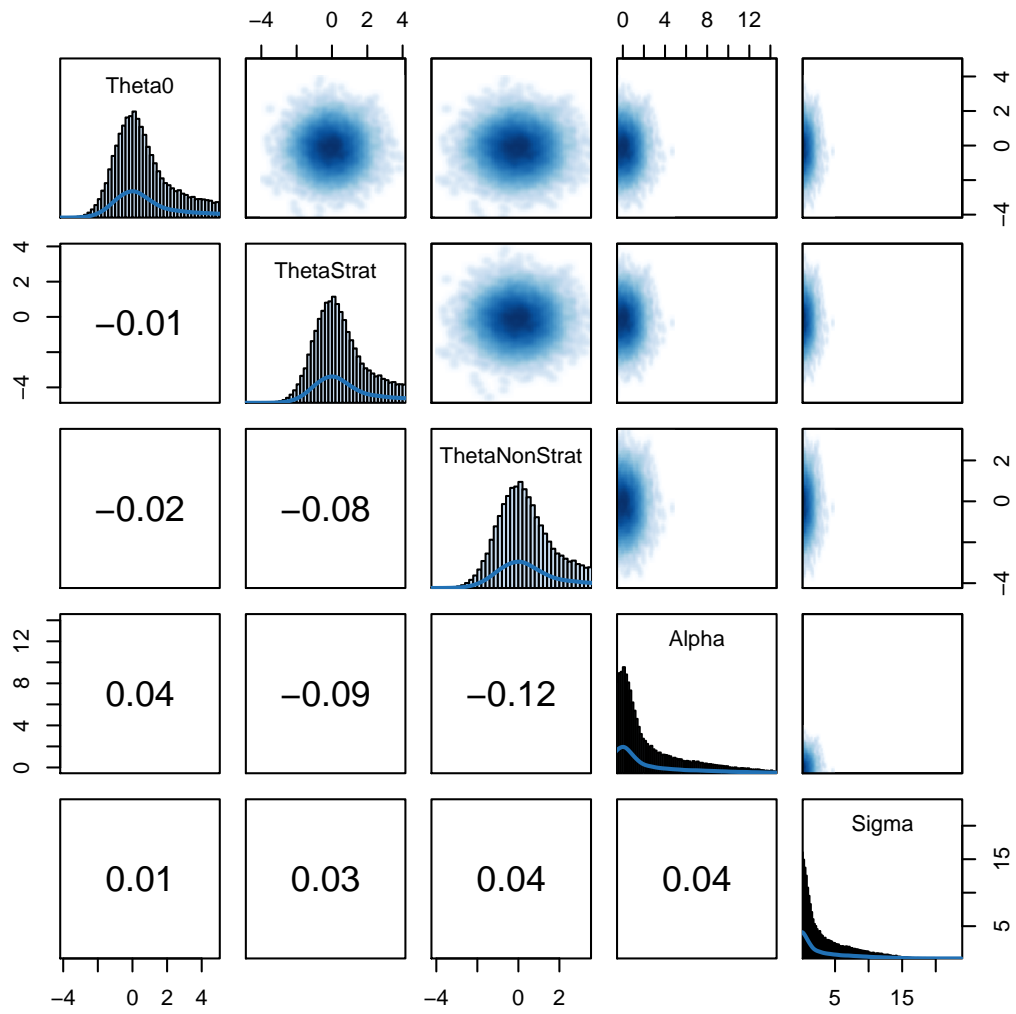 −4 0 2 4 0 4 8 12
Theta0
−4 0 2 4
−4 0 2 4
ThetaStrat
−0.01
ThetaNonStrat
−4 0 2
−0.02 −0.08
0 4 8 12
Alpha
0.04 −0.09 −0.12
Sigma
5 15
0.01 0.03 0.04 0.04
−4 0 2 4 −4 0 2 5 15